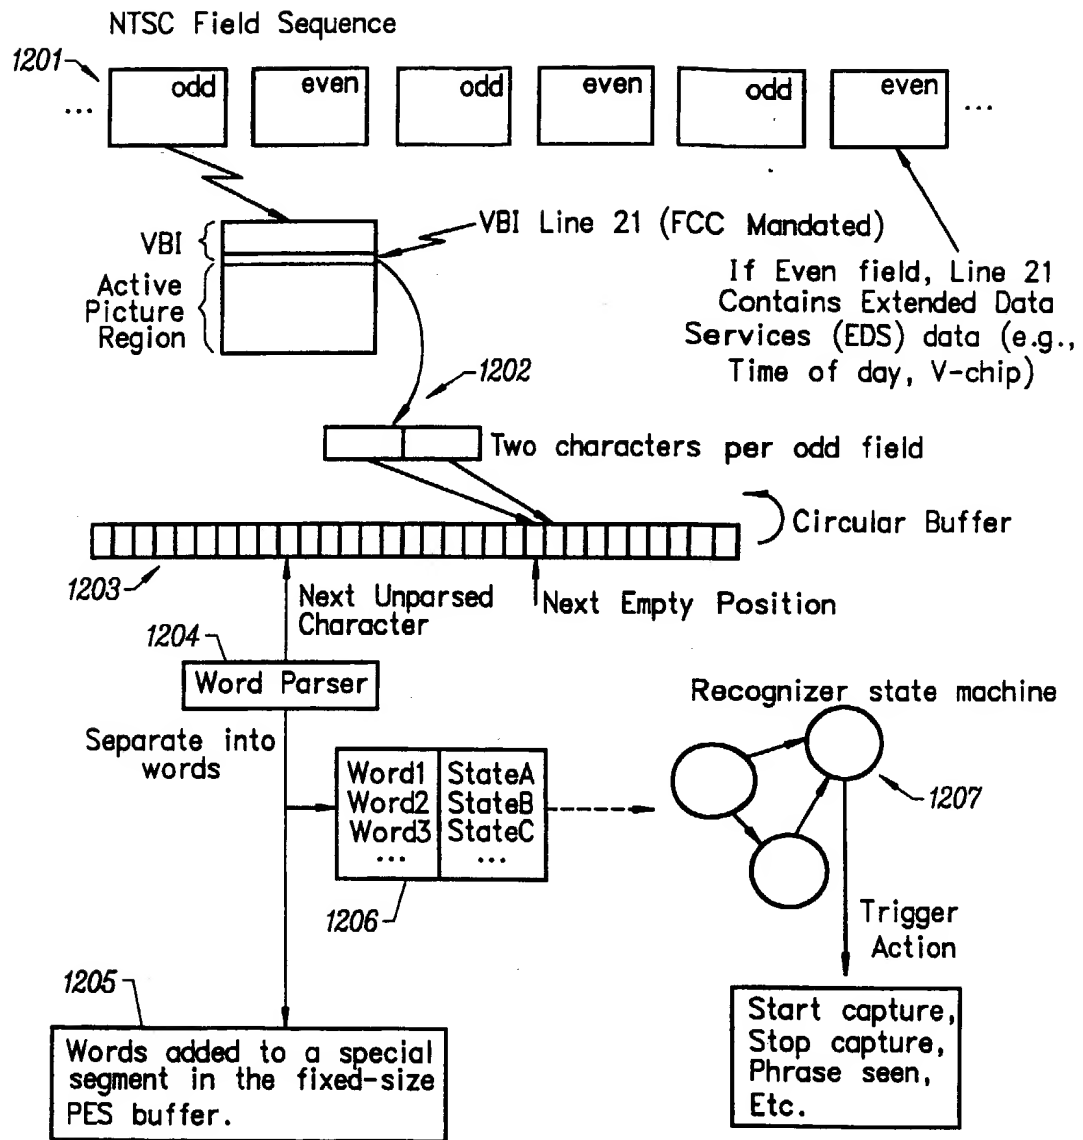 NTSC Field Sequence
1201
... odd even odd even odd even ...
VBI
VBI Line 21 (FCC Mandated)
Active
Picture
Region
If Even field, Line 21
Contains Extended Data
Services (EDS) data (e.g.,
Time of day, V-chip)
1202
Two characters per odd field
Circular Buffer
1203
Next Unparsed
Character
Next Empty Position
1204
Word Parser
Separate into
words
Word1 StateA
Word2 StateB
Word3 StateC
... ...
1206
Recognizer state machine
1207
Trigger
Action
1205
Words added to a special
segment in the fixed-size
PES buffer.
Start capture,
Stop capture,
Phrase seen,
Etc.